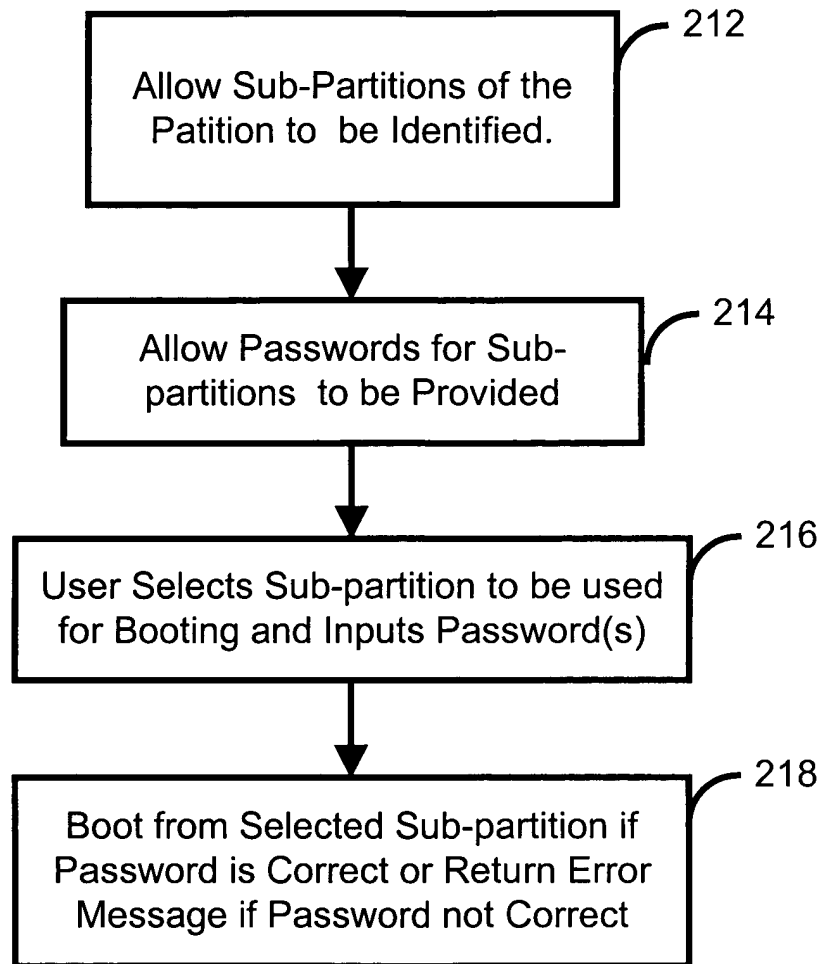 212
Allow Sub-Partitions of the
Patition to be Identified.
214
Allow Passwords for Sub-
partitions to be Provided
216
User Selects Sub-partition to be used
for Booting and Inputs Password(s)
218
Boot from Selected Sub-partition if
Password is Correct or Return Error
Message if Password not Correct